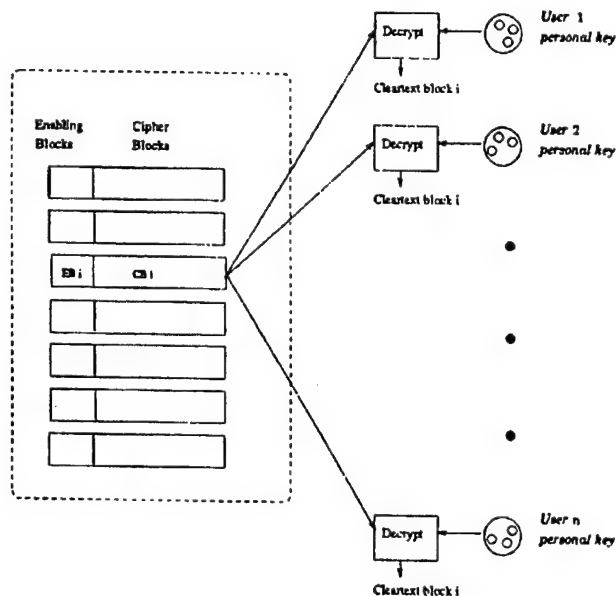 User 1
personal key
Decrypt
Cleartext block i
Enabling
Blocks
Cipher
Blocks
User 2
personal key
Decrypt
Cleartext block i
EB i
CB i
User n
personal key
Decrypt
Cleartext block i